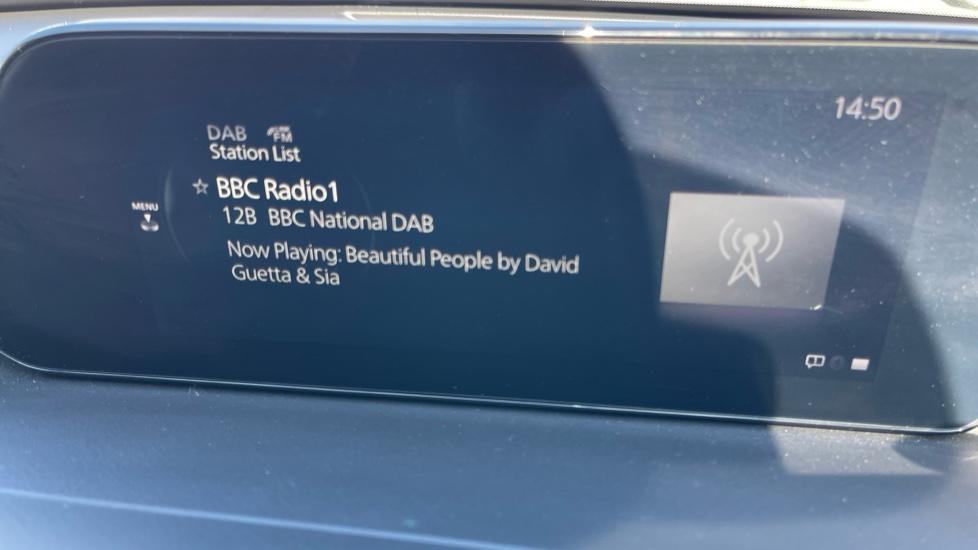 14:50
DAB FM
Station List
☆ BBC Radio1
MENU
12B BBC National DAB
Now Playing: Beautiful People by David
Guetta & Sia